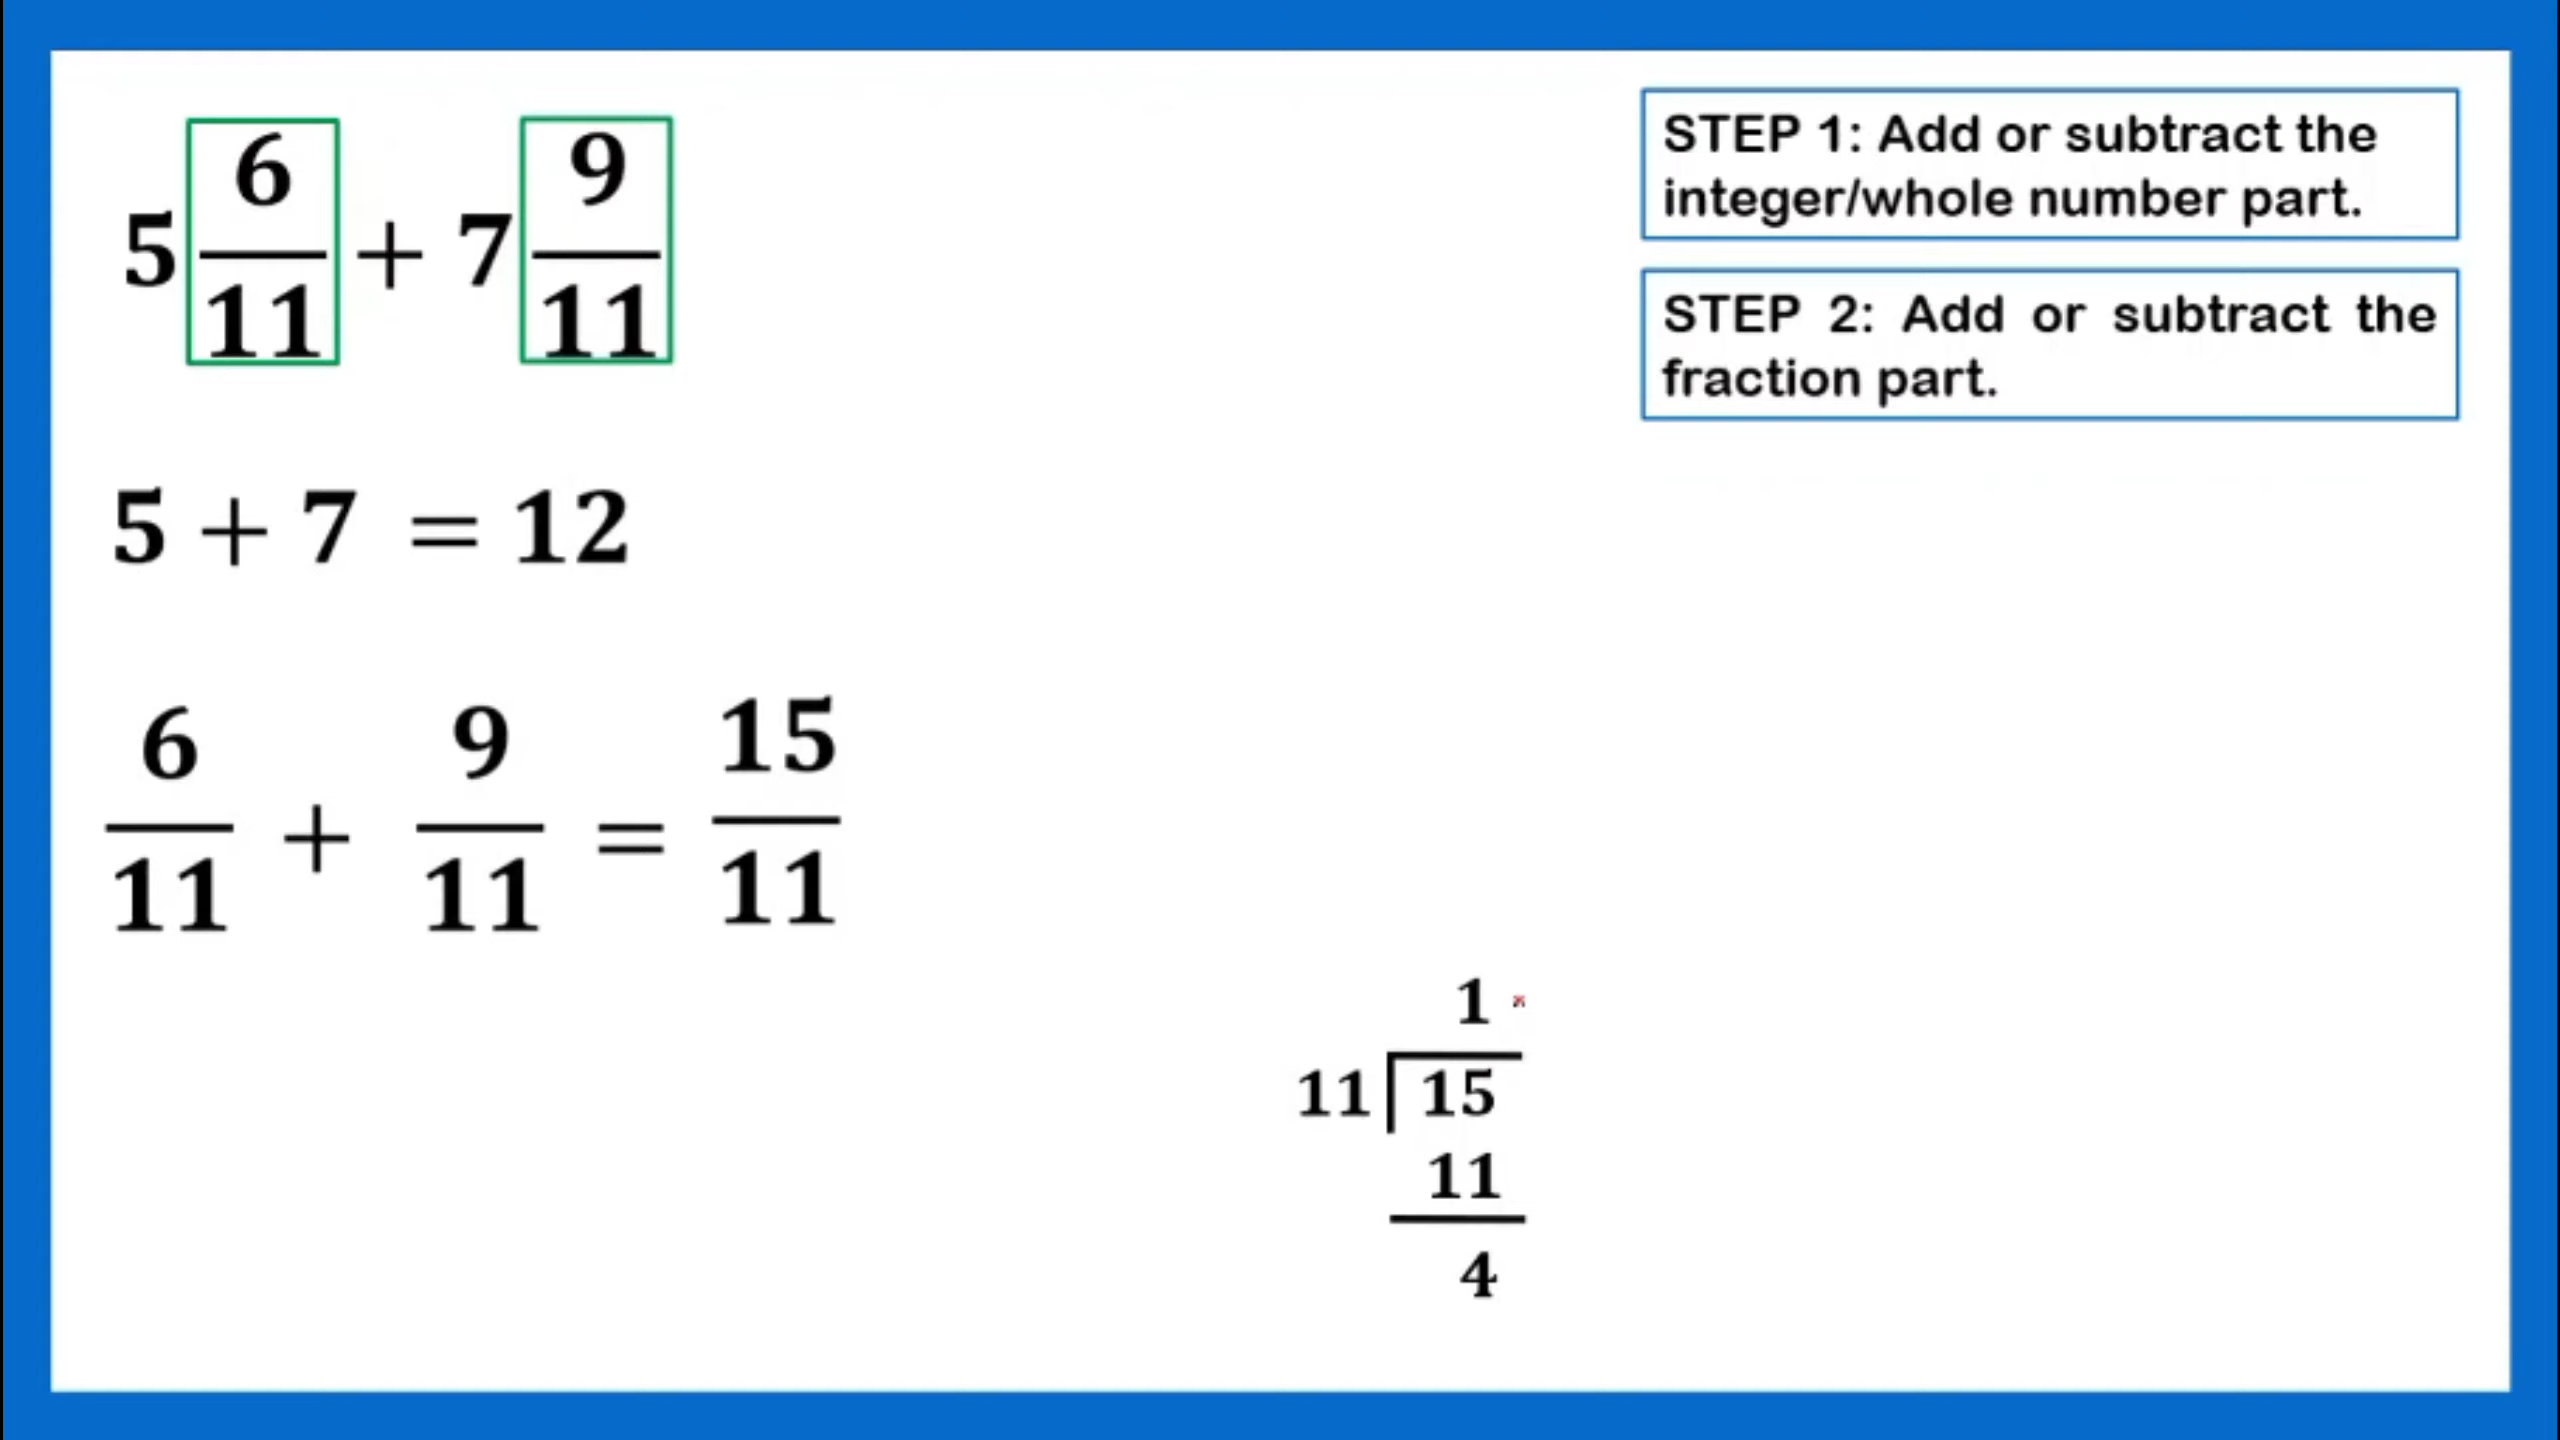 5 6/11 + 7 9/11
STEP 1: Add or subtract the
integer/whole number part.
STEP 2: Add or subtract the
fraction part.
5 + 7 = 12
6/11 + 9/11 = 15/11
1
11 15
11
4